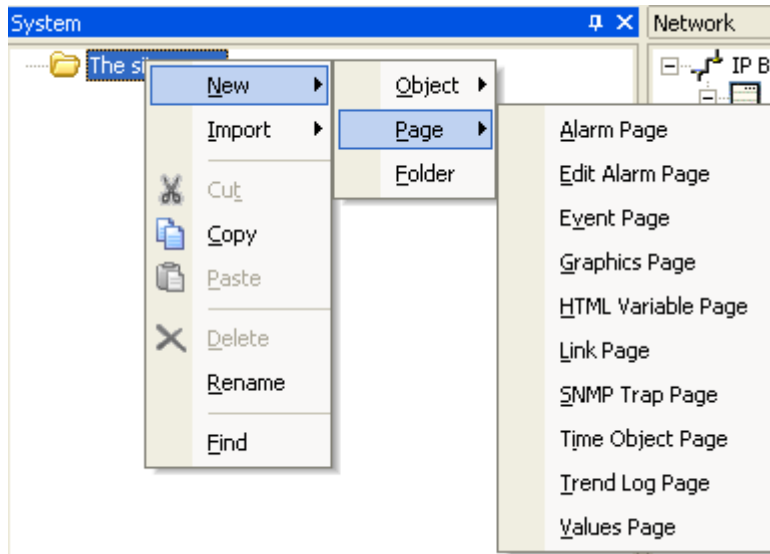 System
Network
The si
IP B
New
Import
Cut
Copy
Paste
Delete
Rename
Find
Object
Page
Folder
Alarm Page
Edit Alarm Page
Event Page
Graphics Page
HTML Variable Page
Link Page
SNMP Trap Page
Time Object Page
Trend Log Page
Values Page